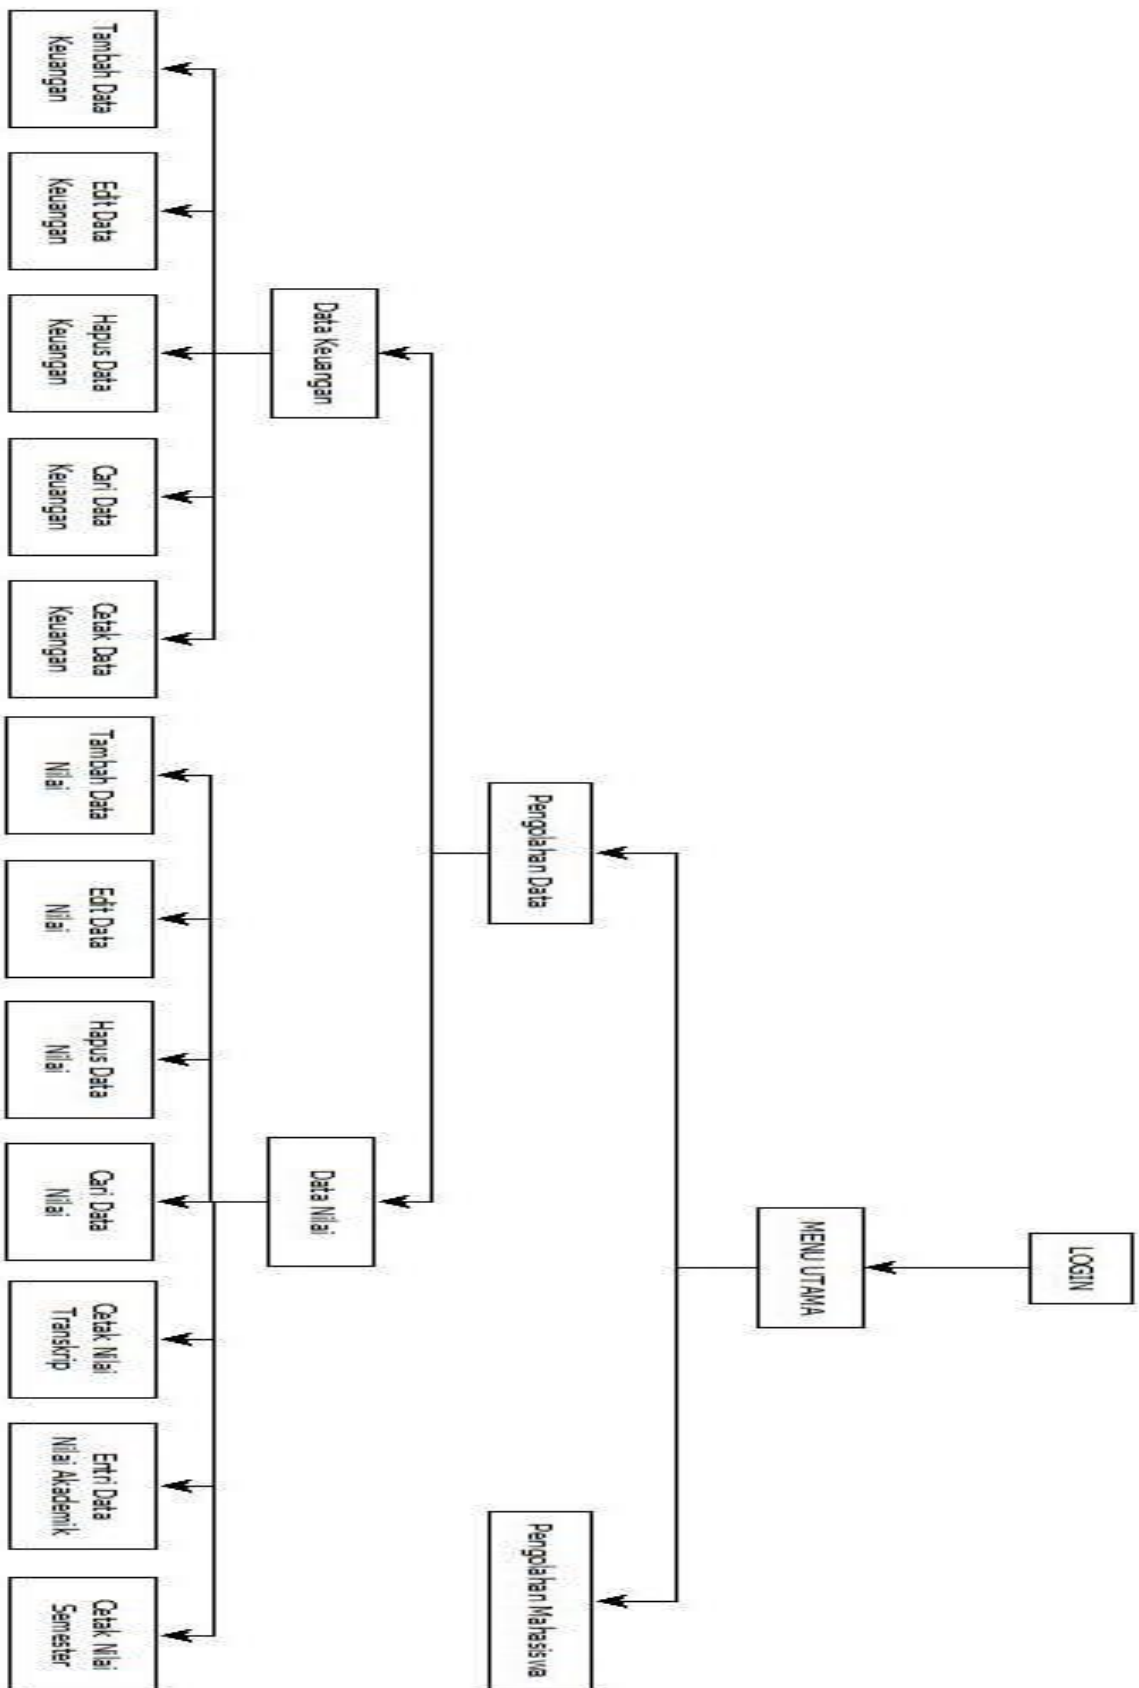 LOGIN
MENU UTAMA
Pengolahan Data
Pengolahan Mahasiswa
Data Keuangan
Data Nilai
Tambah Data
Keuangan
Edit Data
Keuangan
Hapus Data
Keuangan
Cari Data
Keuangan
Cetak Data
Keuangan
Tambah Data
Nilai
Edit Data
Nilai
Hapus Data
Nilai
Cari Data
Nilai
Cetak Nilai
Transkrip
Entri Data
Nilai Akademik
Cetak Nilai
Semester